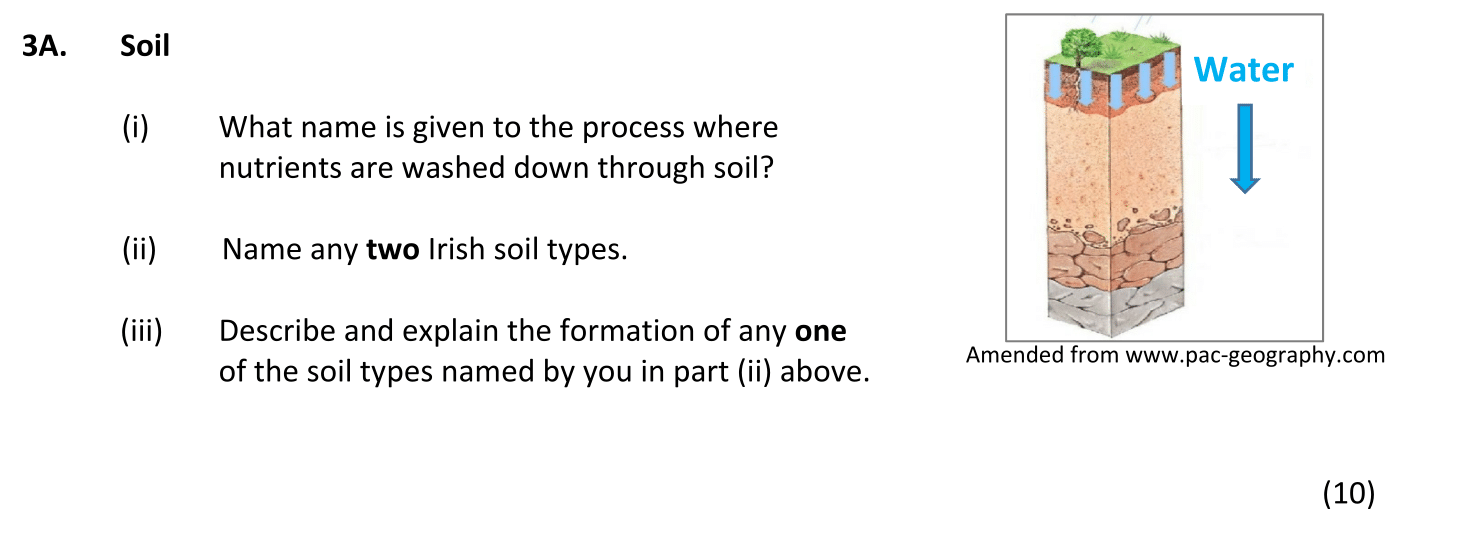 3A. Soil
(i) What name is given to the process where
nutrients are washed down through soil?
(ii) Name any two Irish soil types.
(iii) Describe and explain the formation of any one
of the soil types named by you in part (ii) above.
Water
Amended from www.pac-geography.com
(10)